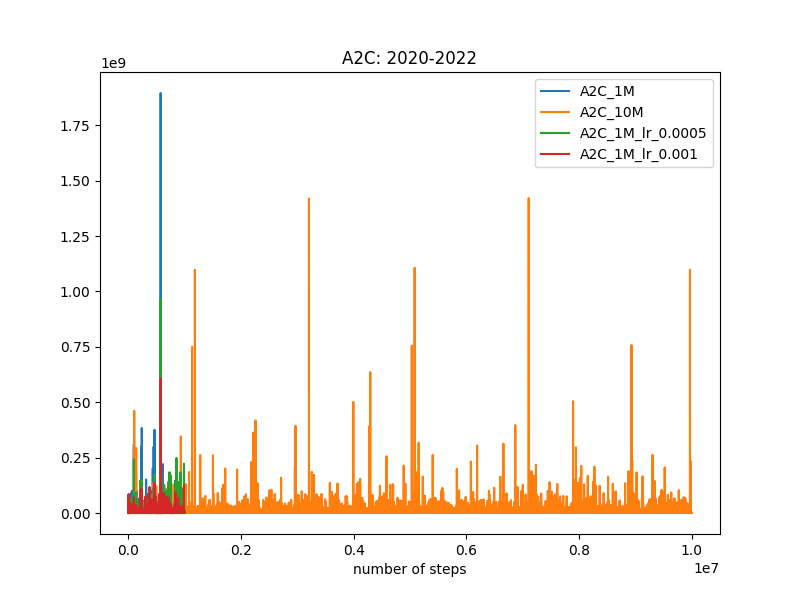 A2C: 2020-2022
1e9
1.75
1.50
1.25
1.00
0.75
0.50
0.25
0.00
A2C_1M
A2C_10M
A2C_1M_lr_0.0005
A2C_1M_lr_0.001
0.0 0.2 0.4 0.6 0.8 1.0
number of steps
1e7